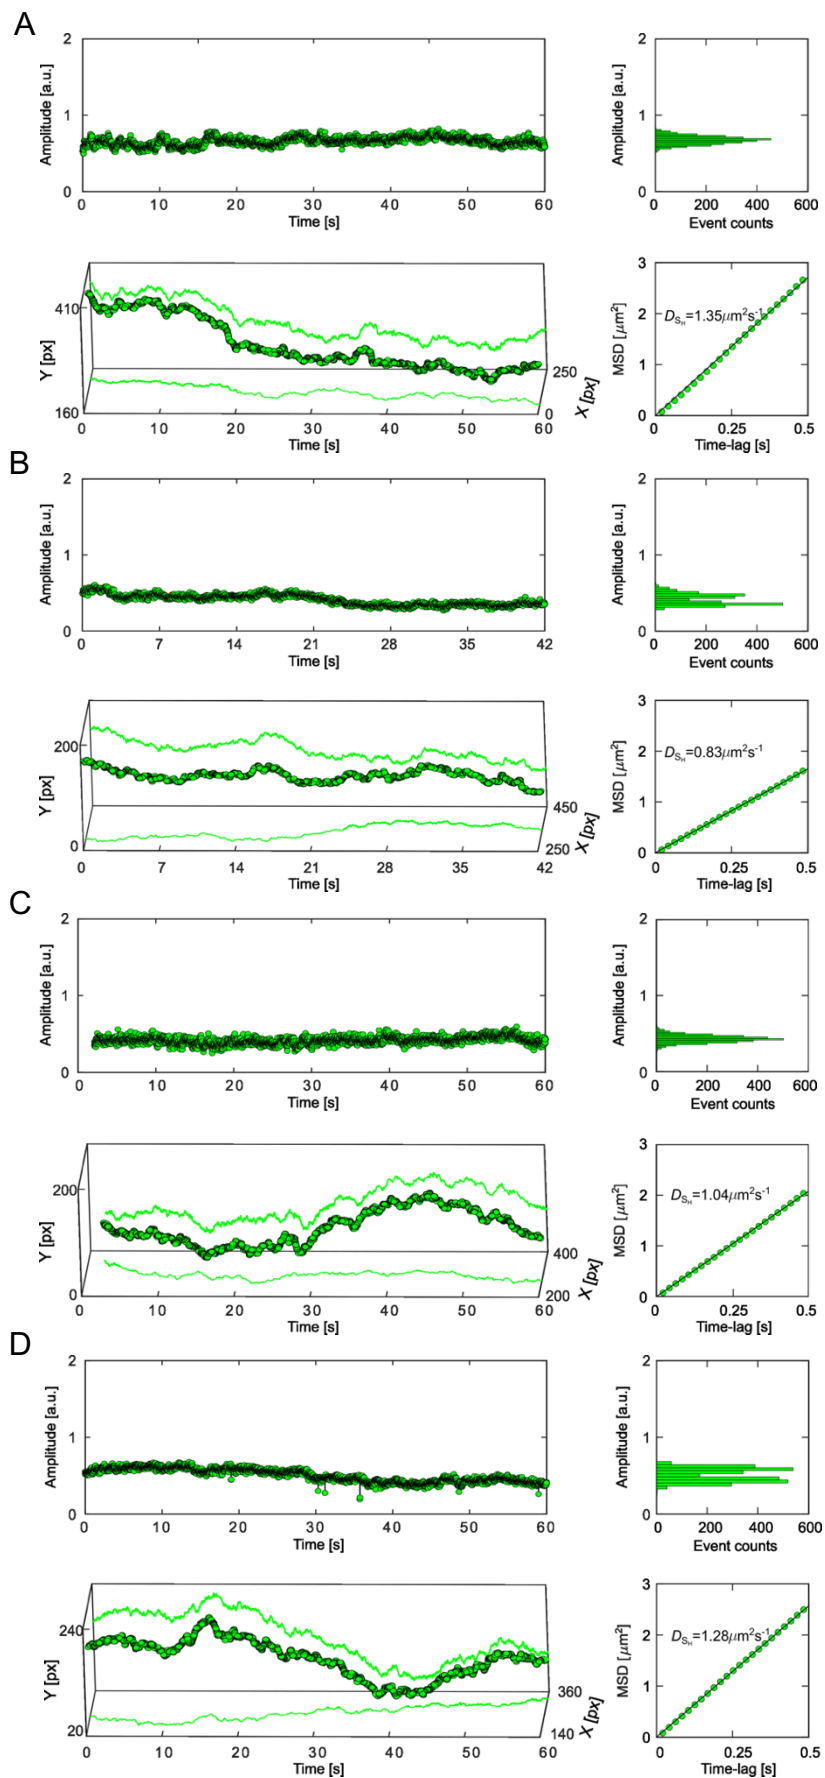 A
2
1
0
Amplitude [a.u.]
0 10 20 30 40 50 60
Time [s]
2
1
0
Amplitude [a.u.]
0 200 400 600
Event counts
410
160
Y [px]
0 10 20 30 40 50 60
Time [s]
250
0
X [px]
3
2
1
0
MSD [μm²]
D_{S_H}=1.35μm²s⁻¹
0 0.25 0.5
Time-lag [s]
B
2
1
0
Amplitude [a.u.]
0 7 14 21 28 35 42
Time [s]
2
1
0
Amplitude [a.u.]
0 200 400 600
Event counts
200
0
Y [px]
0 7 14 21 28 35 42
Time [s]
450
250
X [px]
3
2
1
0
MSD [μm²]
D_{S_H}=0.83μm²s⁻¹
0 0.25 0.5
Time-lag [s]
C
2
1
0
Amplitude [a.u.]
0 10 20 30 40 50 60
Time [s]
2
1
0
Amplitude [a.u.]
0 200 400 600
Event counts
200
0
Y [px]
0 10 20 30 40 50 60
Time [s]
400
200
X [px]
3
2
1
0
MSD [μm²]
D_{S_H}=1.04μm²s⁻¹
0 0.25 0.5
Time-lag [s]
D
2
1
0
Amplitude [a.u.]
0 10 20 30 40 50 60
Time [s]
2
1
0
Amplitude [a.u.]
0 200 400 600
Event counts
240
20
Y [px]
0 10 20 30 40 50 60
Time [s]
360
140
X [px]
3
2
1
0
MSD [μm²]
D_{S_H}=1.28μm²s⁻¹
0 0.25 0.5
Time-lag [s]